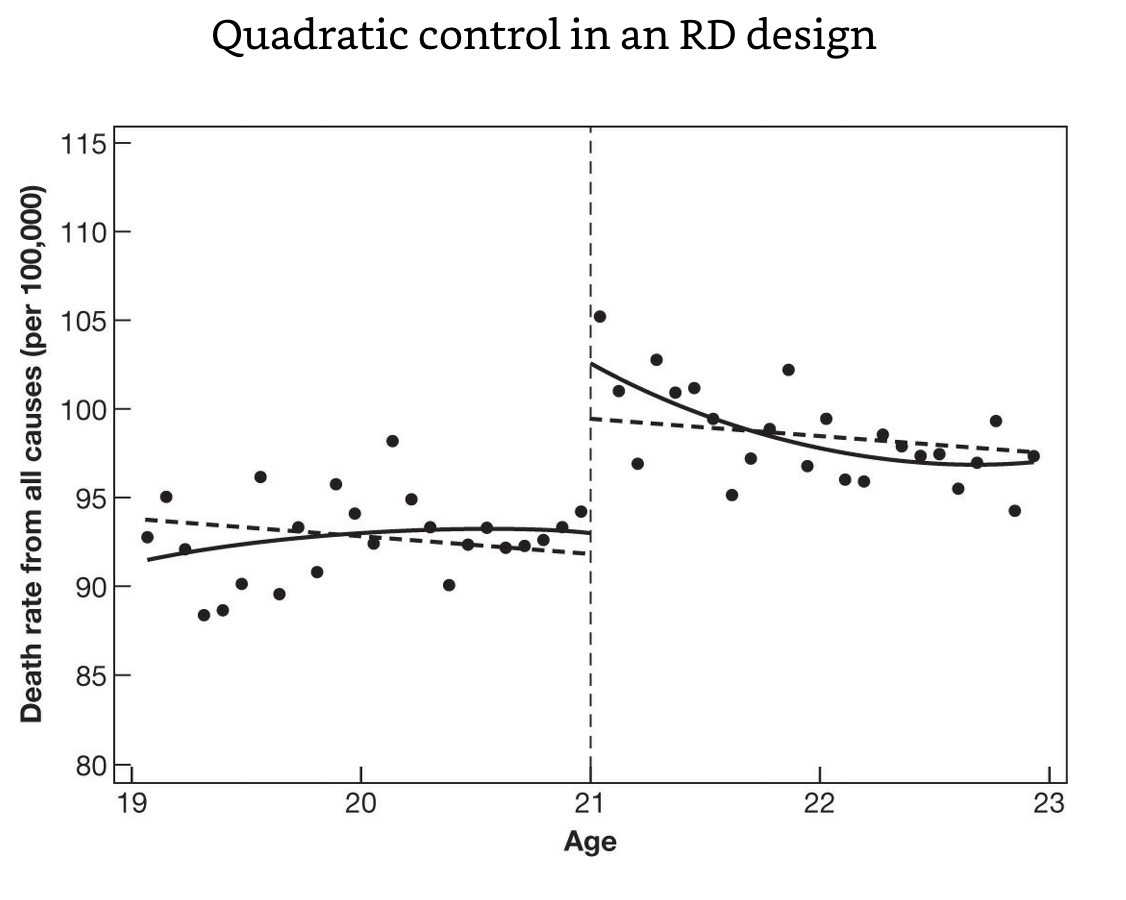 Quadratic control in an RD design
115
110
105
100
95
90
85
80
Death rate from all causes (per 100,000)
19 20 21 22 23
Age